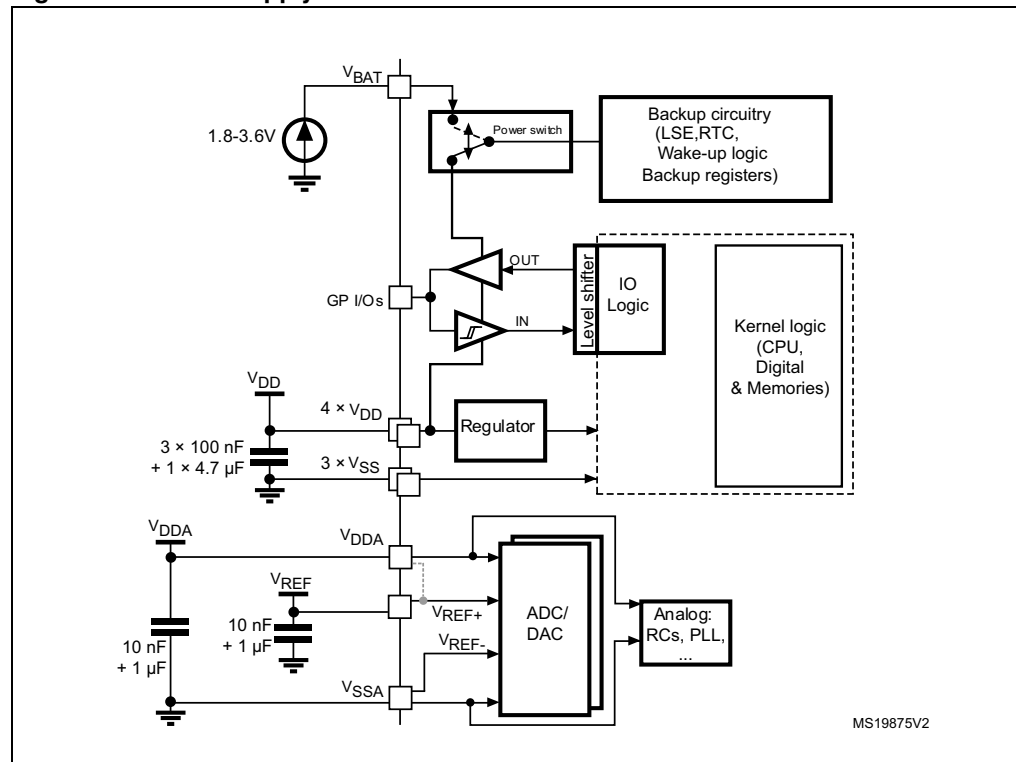 VBAT
1.8-3.6V
Power switch
Backup circuitry
(LSE,RTC,
Wake-up logic
Backup registers)
OUT
GP I/Os
IN
Level shifter
IO
Logic
Kernel logic
(CPU,
Digital
& Memories)
VDD
4 × VDD
Regulator
3 × 100 nF
+ 1 × 4.7 μF
3 × VSS
VDDA
VDDA
VREF
VREF+
10 nF
+ 1 μF
10 nF
+ 1 μF
VREF-
ADC/
DAC
Analog:
RCs, PLL,
...
VSSA
MS19875V2